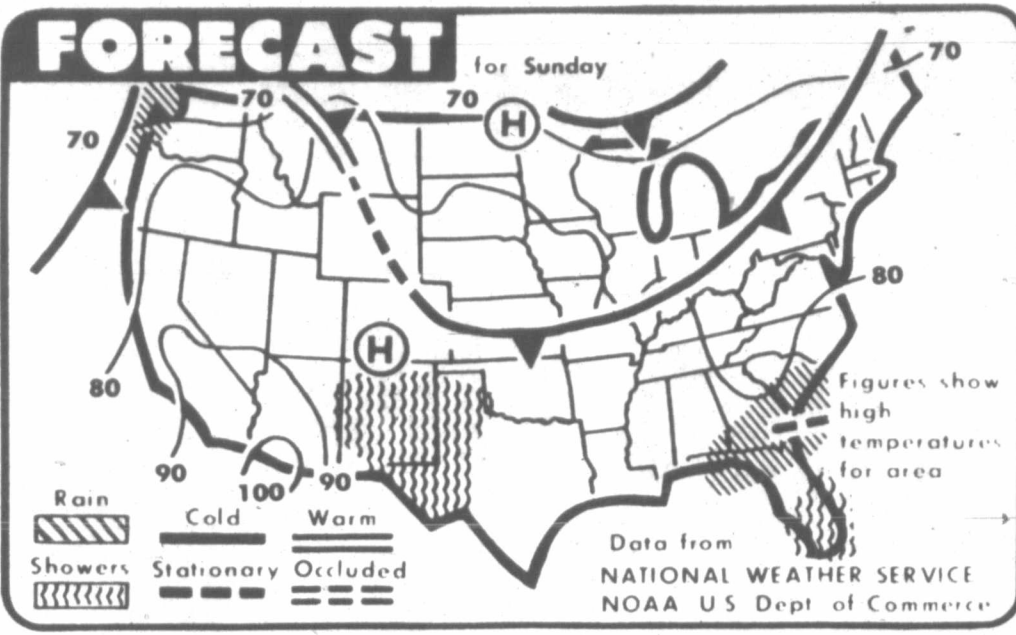 FORECAST
for Sunday
70
70
70
70
H
H
80
80
90
100
90
Figures show
high
temperatures
for area
Rain
Cold
Warm
Showers
Stationary
Occluded
Data from
NATIONAL WEATHER SERVICE
NOAA U S Dept of Commerce